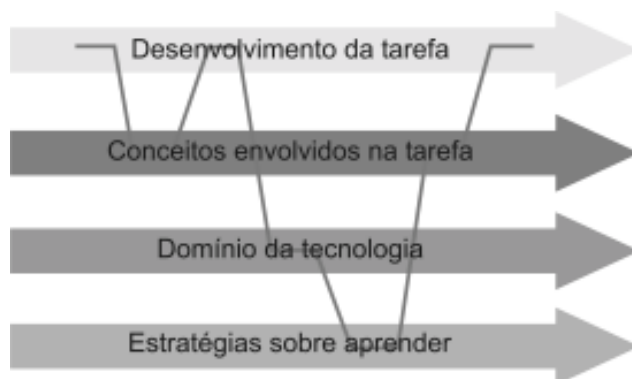 Desenvolvimento da tarefa
Conceitos envolvidos na tarefa
Domínio da tecnologia
Estratégias sobre aprender